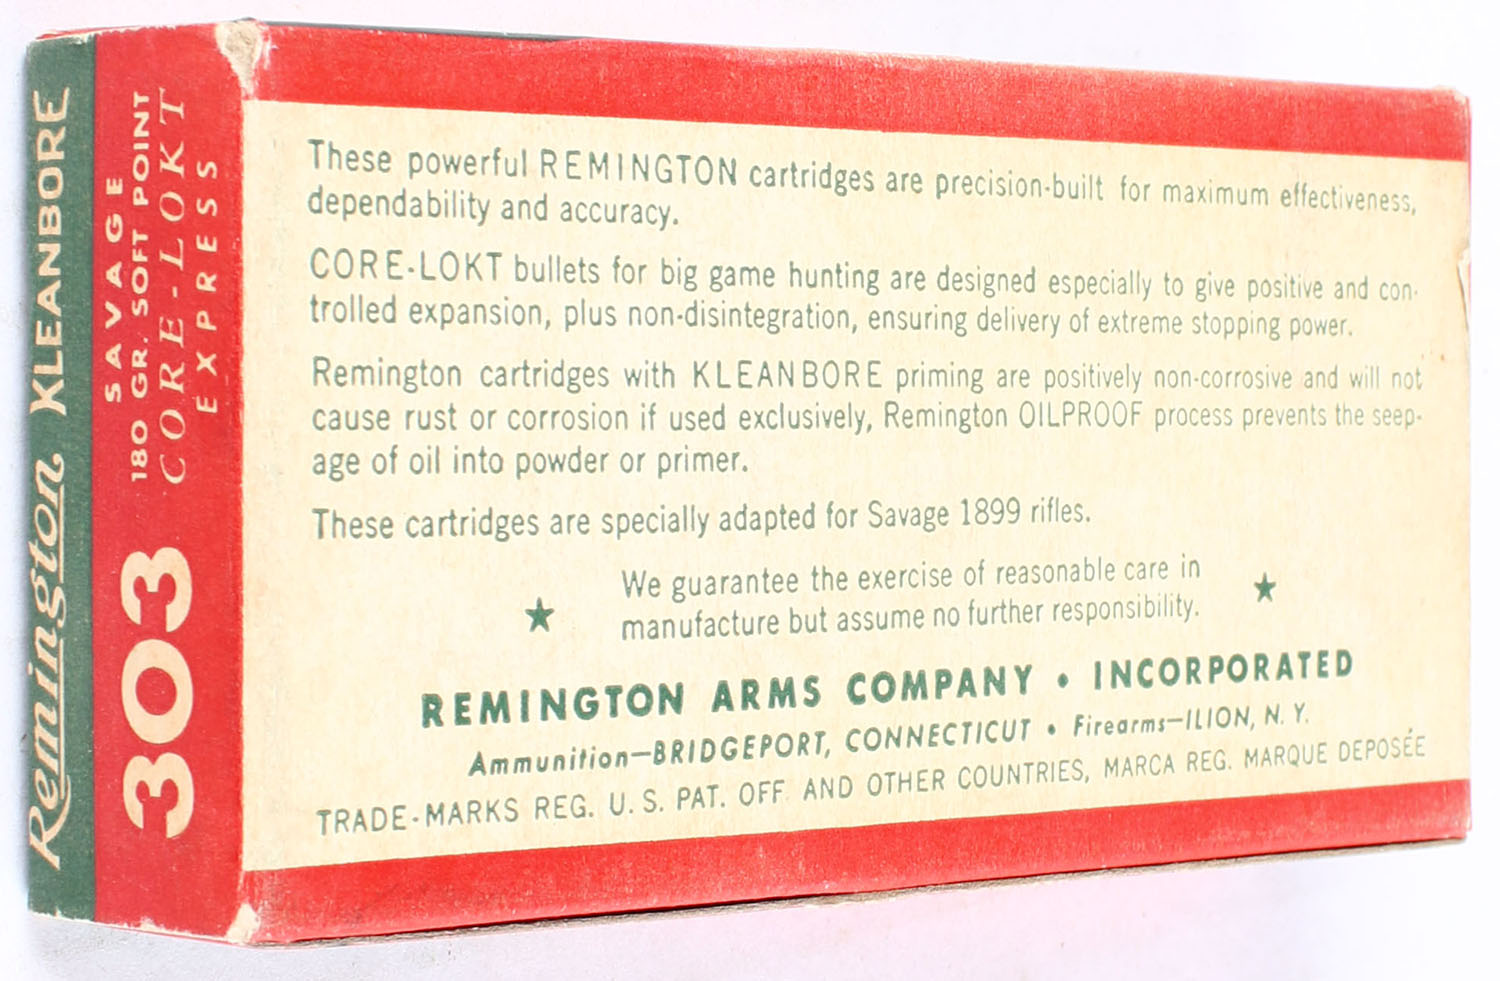 Remington KLEANBORE
303
SAVAGE
180 GR. SOFT POINT
CORE-LOKT
EXPRESS
These powerful REMINGTON cartridges are precision-built for maximum effectiveness,
dependability and accuracy.
CORE-LOKT bullets for big game hunting are designed especially to give positive and con-
trolled expansion, plus non-disintegration, ensuring delivery of extreme stopping power.
Remington cartridges with KLEANBORE priming are positively non-corrosive and will not
cause rust or corrosion if used exclusively, Remington OILPROOF process prevents the seep-
age of oil into powder or primer.
These cartridges are specially adapted for Savage 1899 rifles.
We guarantee the exercise of reasonable care in
manufacture but assume no further responsibility.
REMINGTON ARMS COMPANY • INCORPORATED
Ammunition—BRIDGEPORT, CONNECTICUT • Firearms—ILION, N. Y.
TRADE-MARKS REG. U. S. PAT. OFF. AND OTHER COUNTRIES, MARCA REG. MARQUE DEPOSÉE